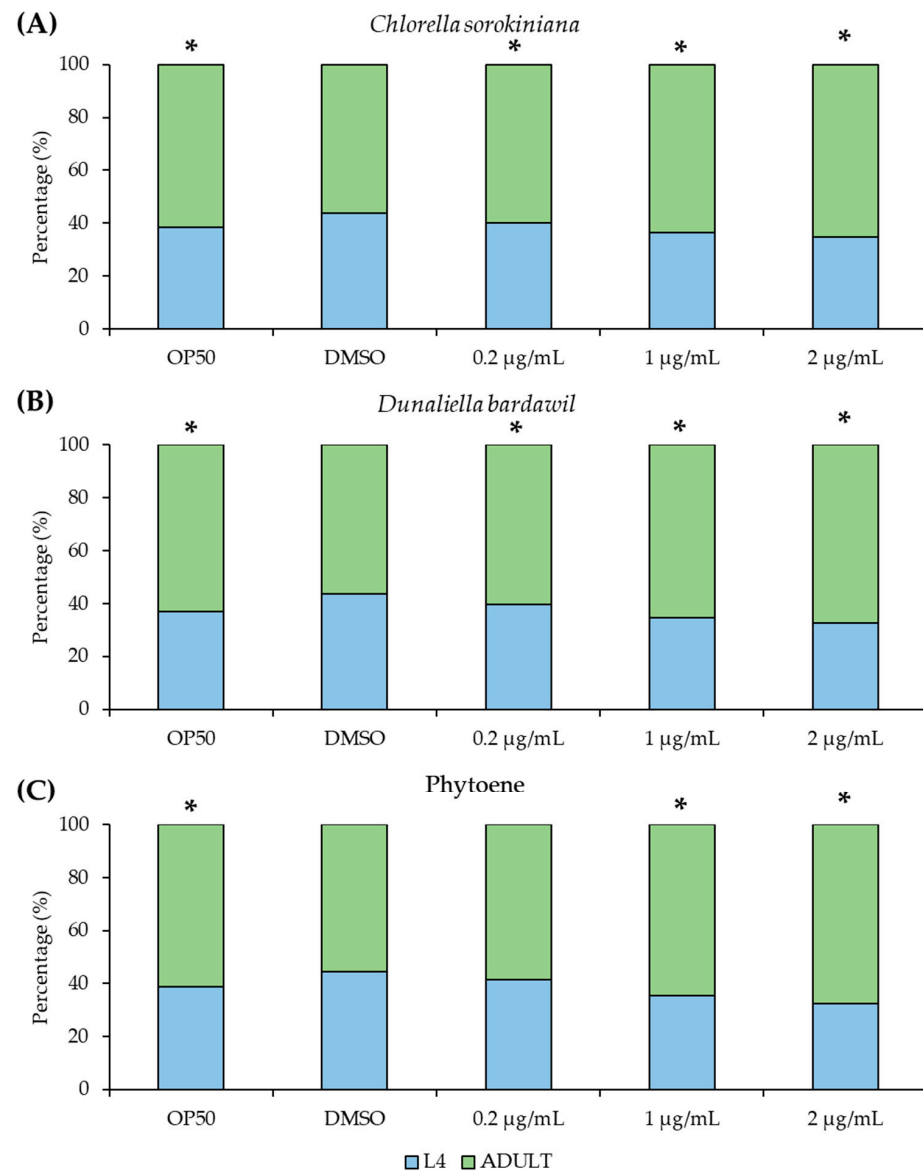 (A)
Chlorella sorokiniana
* * * *
100
80
60
40
20
0
Percentage (%)
OP50 DMSO 0.2 µg/mL 1 µg/mL 2 µg/mL
(B)
Dunaliella bardawil
* * * *
100
80
60
40
20
0
Percentage (%)
OP50 DMSO 0.2 µg/mL 1 µg/mL 2 µg/mL
(C)
Phytoene
* * *
100
80
60
40
20
0
Percentage (%)
OP50 DMSO 0.2 µg/mL 1 µg/mL 2 µg/mL
L4 ADULT